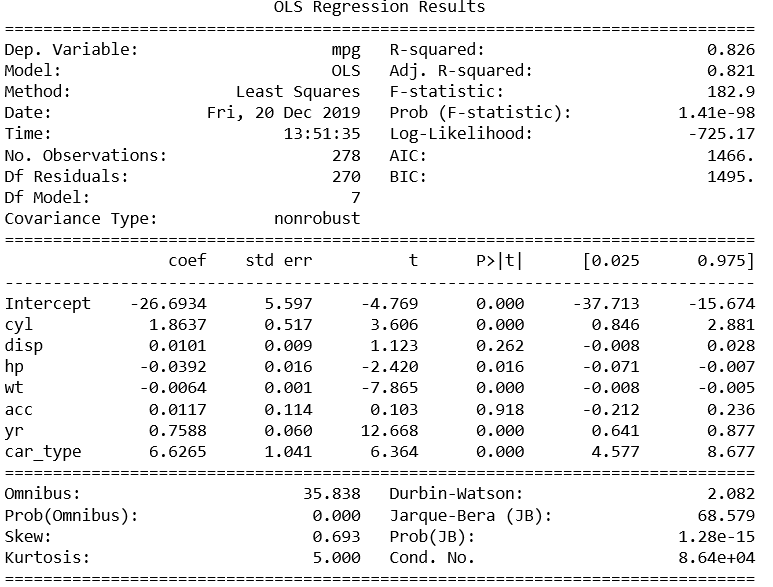 OLS Regression Results
==============================================================================
Dep. Variable:                    mpg   R-squared:                       0.826
Model:                            OLS   Adj. R-squared:                  0.821
Method:                 Least Squares   F-statistic:                     182.9
Date:                Fri, 20 Dec 2019   Prob (F-statistic):           1.41e-98
Time:                        13:51:35   Log-Likelihood:                -725.17
No. Observations:                 278   AIC:                             1466.
Df Residuals:                     270   BIC:                             1495.
Df Model:                           7
Covariance Type:            nonrobust
==============================================================================
                 coef    std err          t      P>|t|      [0.025      0.975]
------------------------------------------------------------------------------
Intercept    -26.6934      5.597     -4.769      0.000     -37.713     -15.674
cyl            1.8637      0.517      3.606      0.000       0.846       2.881
disp           0.0101      0.009      1.123      0.262      -0.008       0.028
hp            -0.0392      0.016     -2.420      0.016      -0.071      -0.007
wt            -0.0064      0.001     -7.865      0.000      -0.008      -0.005
acc            0.0117      0.114      0.103      0.918      -0.212       0.236
yr             0.7588      0.060     12.668      0.000       0.641       0.877
car_type       6.6265      1.041      6.364      0.000       4.577       8.677
==============================================================================
Omnibus:                       35.838   Durbin-Watson:                   2.082
Prob(Omnibus):                  0.000   Jarque-Bera (JB):               68.579
Skew:                           0.693   Prob(JB):                     1.28e-15
Kurtosis:                       5.000   Cond. No.                     8.64e+04
==============================================================================